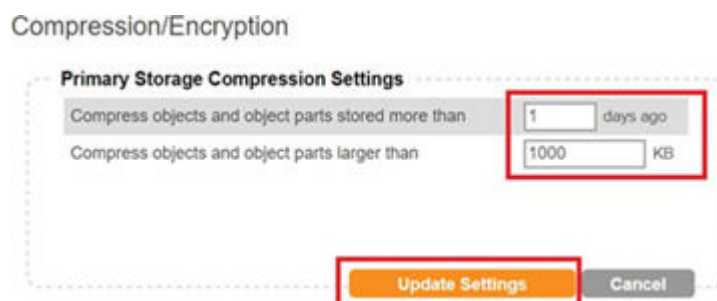 Compression/Encryption
Primary Storage Compression Settings
Compress objects and object parts stored more than 1 days ago
Compress objects and object parts larger than 1000 KB
Update Settings Cancel